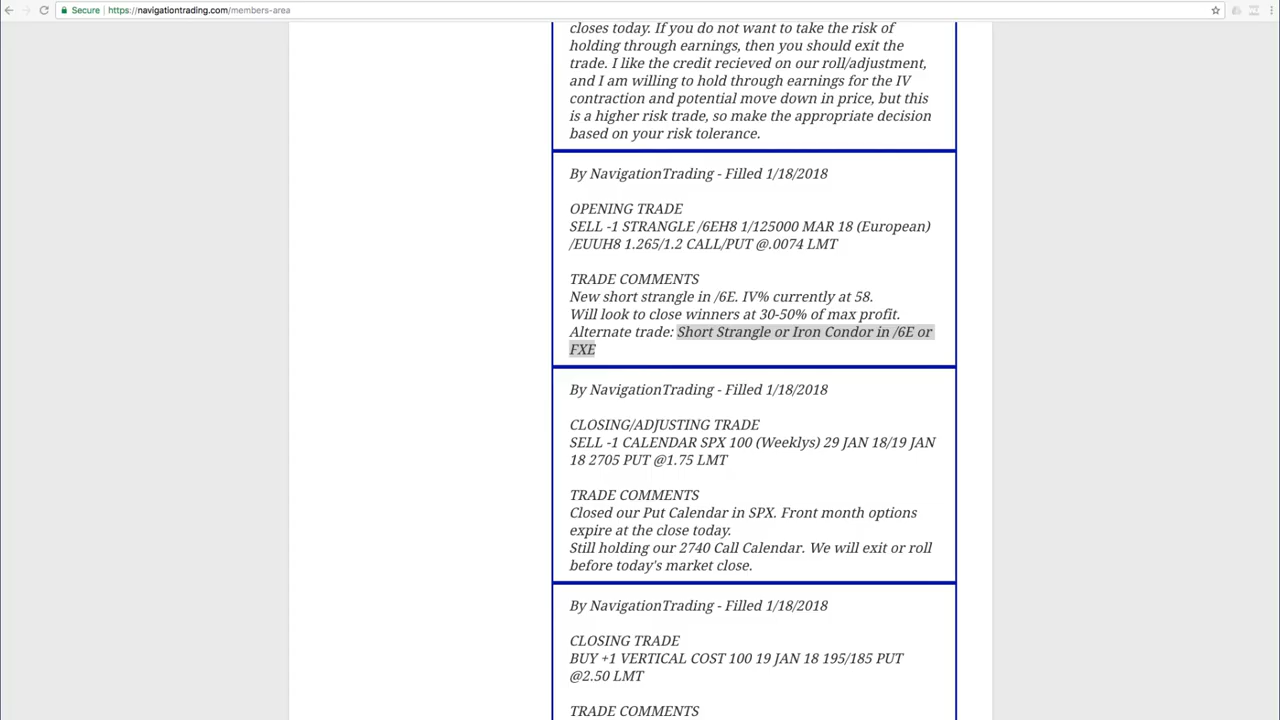 Secure
https://navigationtrading.com/members-area
closes today. If you do not want to take the risk of
holding through earnings, then you should exit the
trade. I like the credit recieved on our roll/adjustment,
and I am willing to hold through earnings for the IV
contraction and potential move down in price, but this
is a higher risk trade, so make the appropriate decision
based on your risk tolerance.
By NavigationTrading - Filled 1/18/2018
OPENING TRADE
SELL -1 STRANGLE /6EH8 1/125000 MAR 18 (European)
/EUUH8 1.265/1.2 CALL/PUT @.0074 LMT
TRADE COMMENTS
New short strangle in /6E. IV% currently at 58.
Will look to close winners at 30-50% of max profit.
Alternate trade: Short Strangle or Iron Condor in /6E or
FXE
By NavigationTrading - Filled 1/18/2018
CLOSING/ADJUSTING TRADE
SELL -1 CALENDAR SPX 100 (Weeklys) 29 JAN 18/19 JAN
18 2705 PUT @1.75 LMT
TRADE COMMENTS
Closed our Put Calendar in SPX. Front month options
expire at the close today.
Still holding our 2740 Call Calendar. We will exit or roll
before today's market close.
By NavigationTrading - Filled 1/18/2018
CLOSING TRADE
BUY +1 VERTICAL COST 100 19 JAN 18 195/185 PUT
@2.50 LMT
TRADE COMMENTS